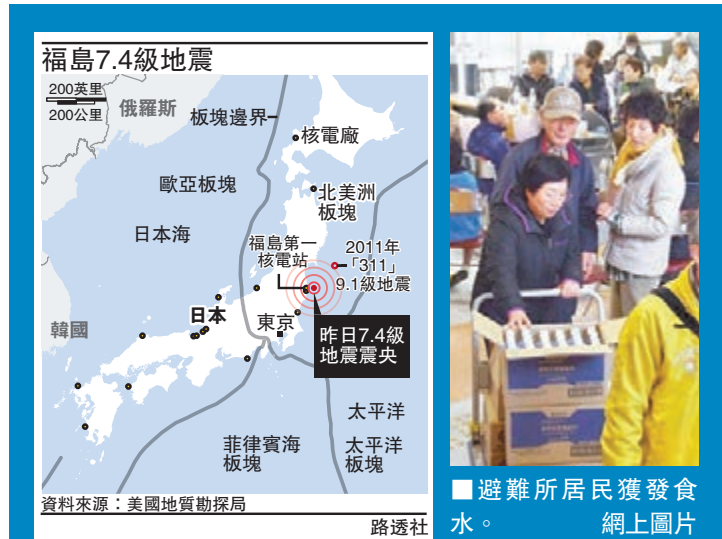 福島7.4級地震
200英里
200公里
俄羅斯
板塊邊界
核電廠
歐亞板塊
北美洲
板塊
日本海
福島第一
核電站
2011年
「311」
9.1級地震
日本
東京
韓國
昨日7.4級
地震震央
太平洋
菲律賓海
板塊
太平洋
板塊
資料來源：美國地質勘探局
路透社
■避難所居民獲發食
水。 網上圖片